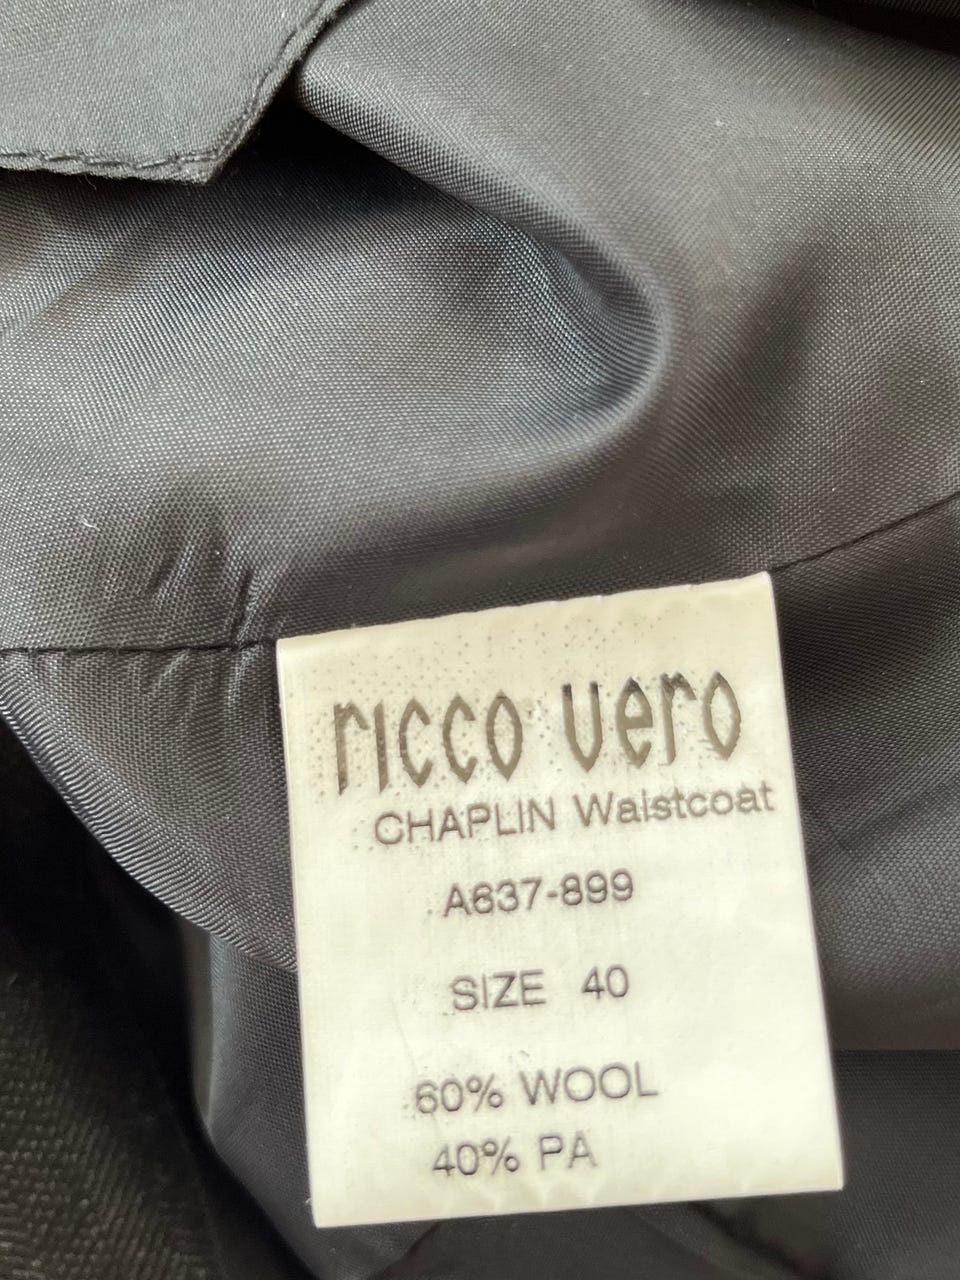 ricco vero
CHAPLIN Waistcoat
A637-899
SIZE 40
60% WOOL
40% PA